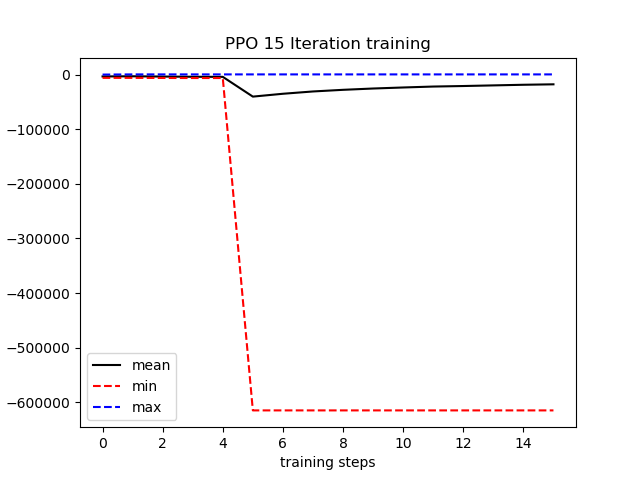 PPO 15 Iteration training
0
−100000
−200000
−300000
−400000
−500000
−600000
mean
min
max
0 2 4 6 8 10 12 14
training steps